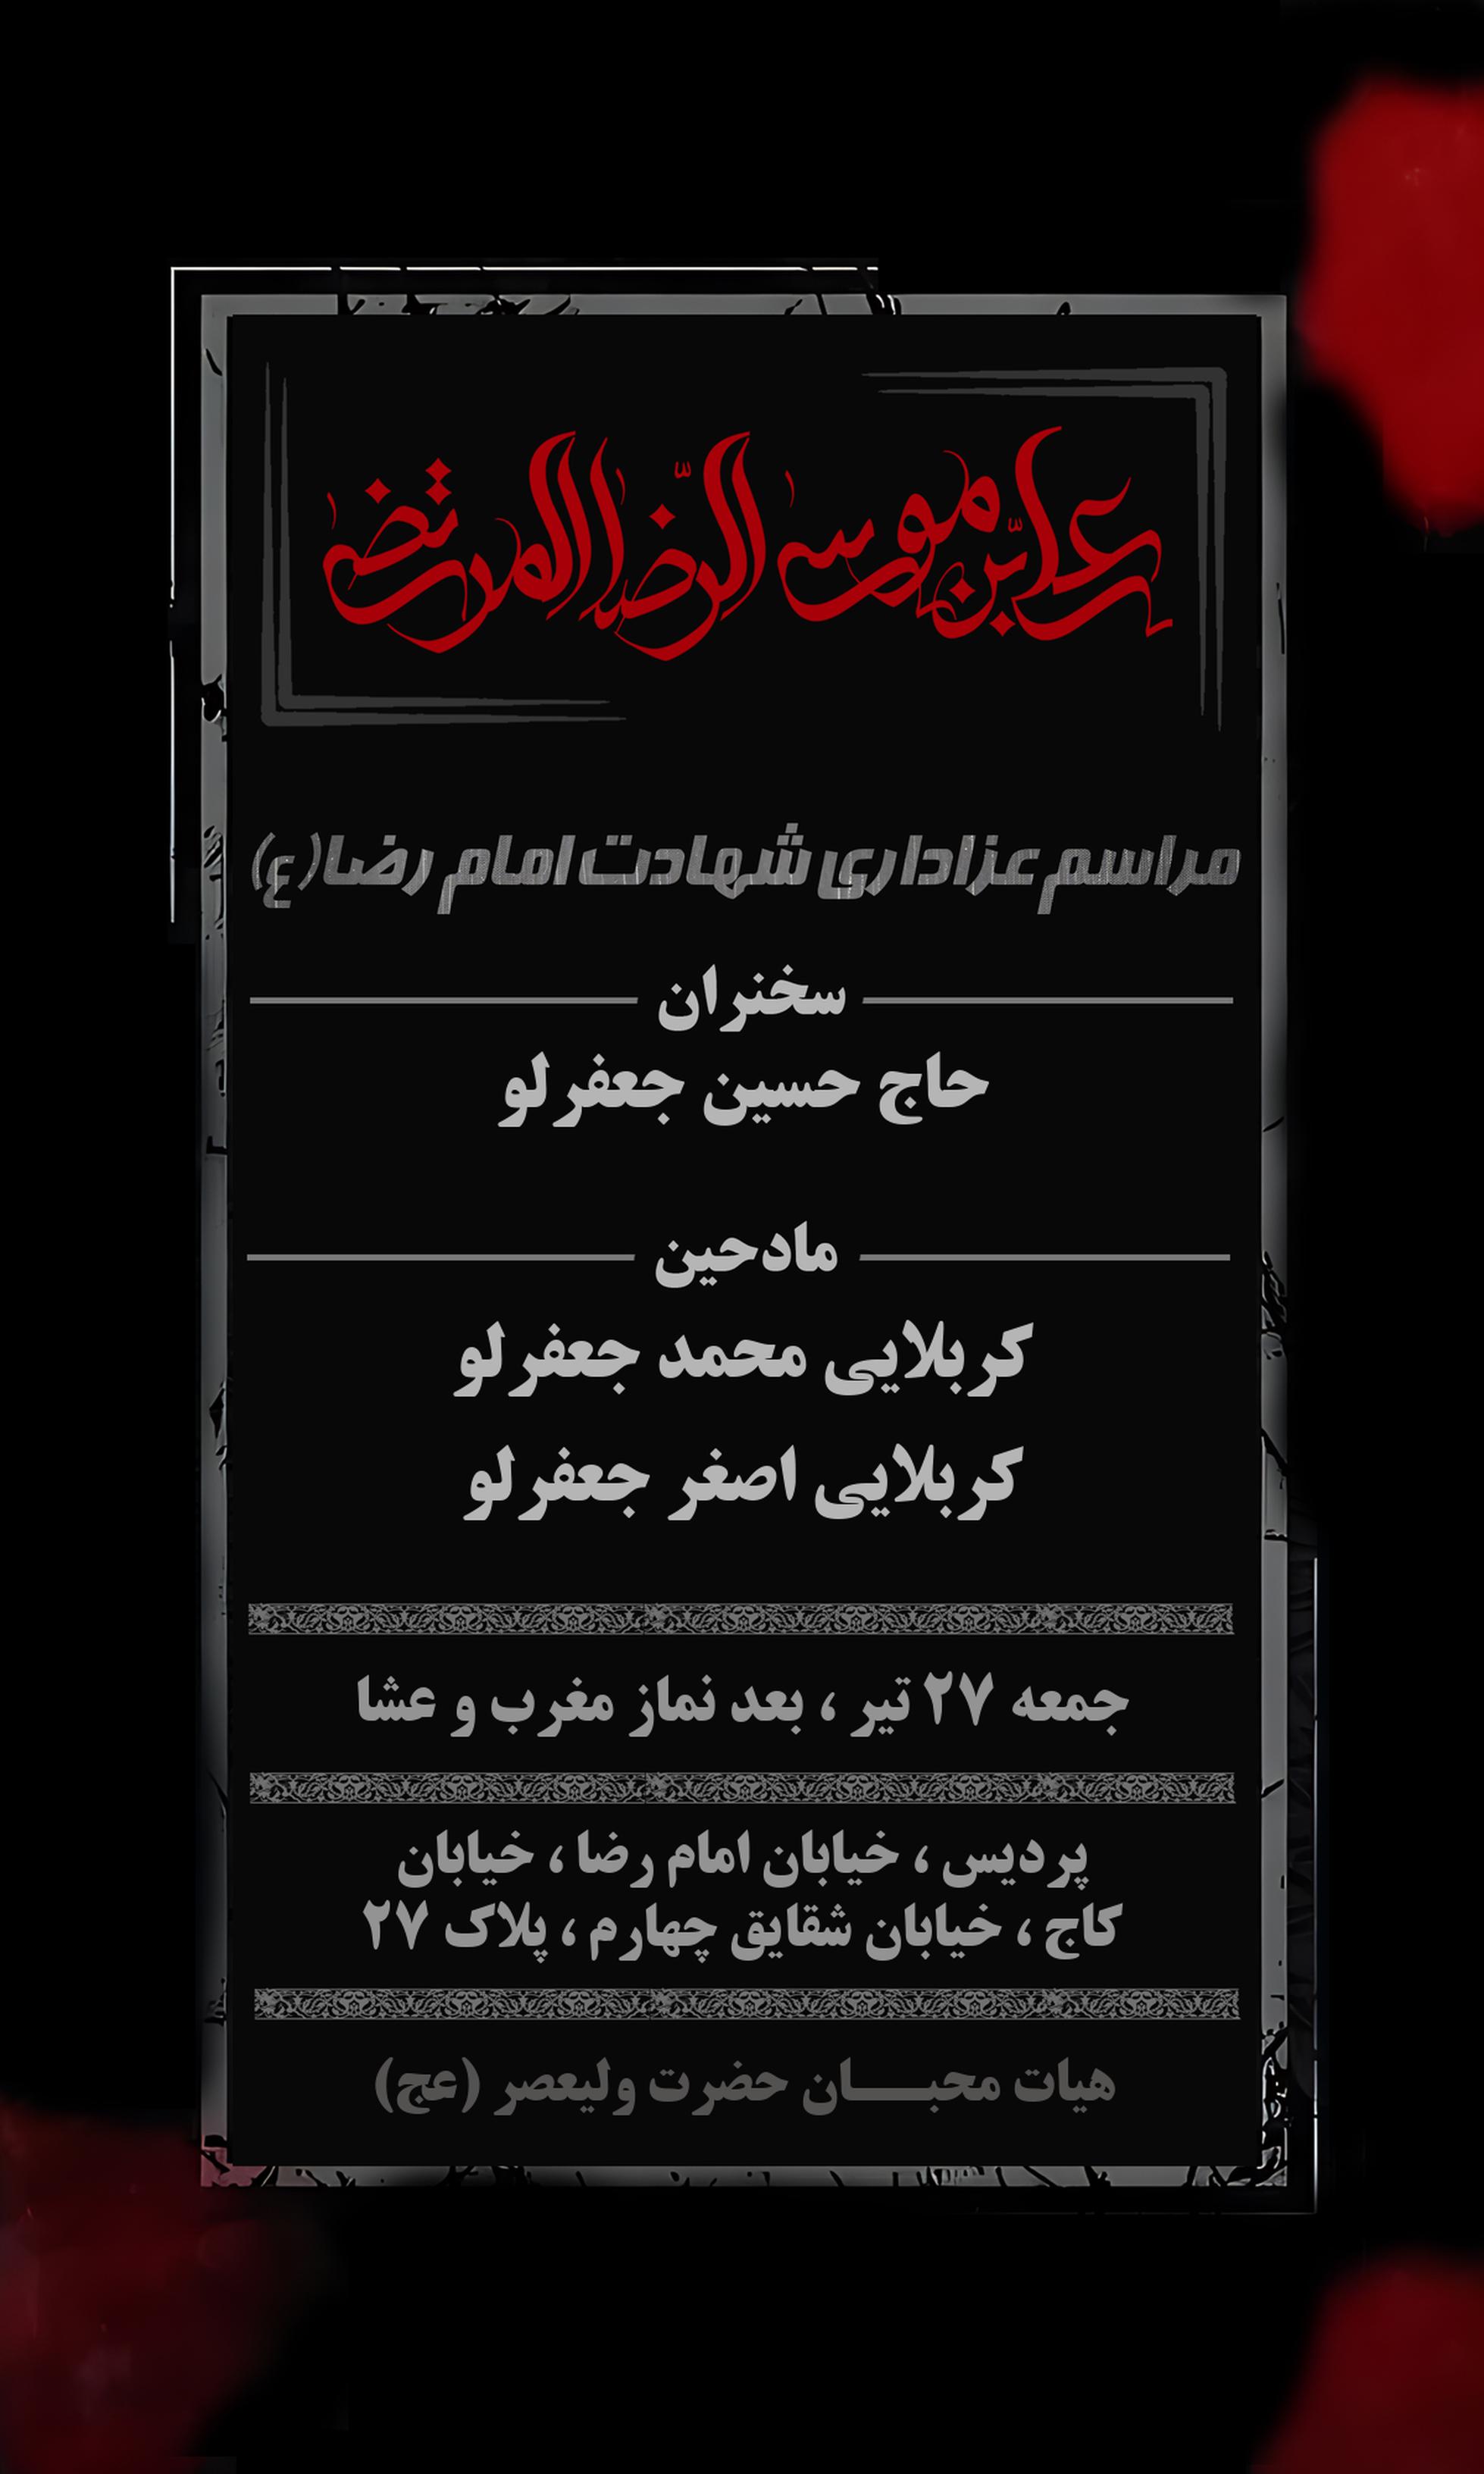 علی بن موسی الرضا المرتضی
مراسم عزاداری شهادت امام رضا(ع)
سخنران
حاج حسین جعفرلو
مادحین
کربلایی محمد جعفرلو
کربلایی اصغر جعفرلو
جمعه ۲۷ تیر ، بعد نماز مغرب و عشا
پردیس ، خیابان امام رضا ، خیابان
کاج ، خیابان شقایق چهارم ، پلاک ۲۷
هیات محبـــان حضرت ولیعصر (عج)